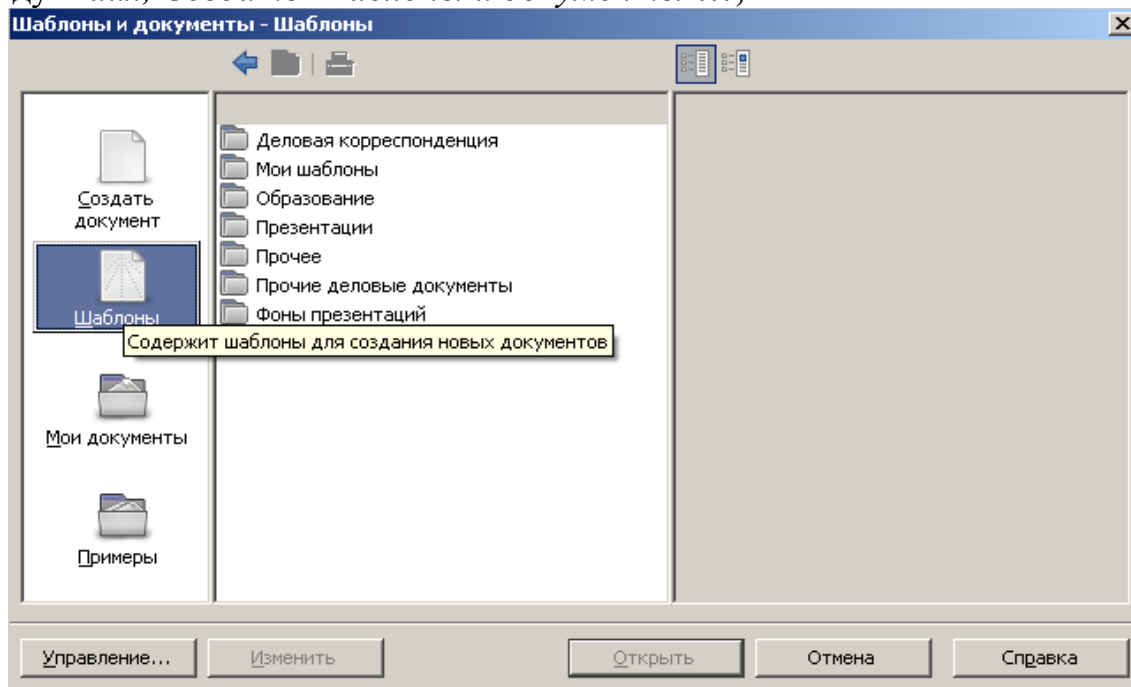 Шаблоны и документы - Шаблоны
Деловая корреспонденция
Мои шаблоны
Образование
Презентации
Прочее
Прочие деловые документы
Фоны презентаций
Создать
документ
Шаблоны
Содержит шаблоны для создания новых документов
Мои документы
Примеры
Управление...
Изменить
Открыть
Отмена
Справка